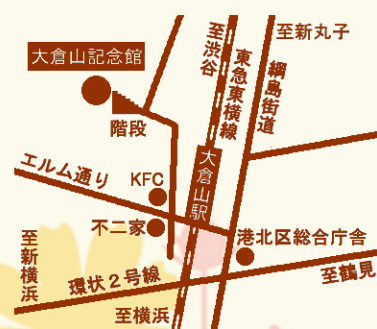 至新丸子
至渋谷
東急東横線
綱島街道
大倉山記念館
階段
大倉山駅
エルム通り
KFC
不二家
港北区総合庁舎
至新横浜
環状2号線
至鶴見
至横浜